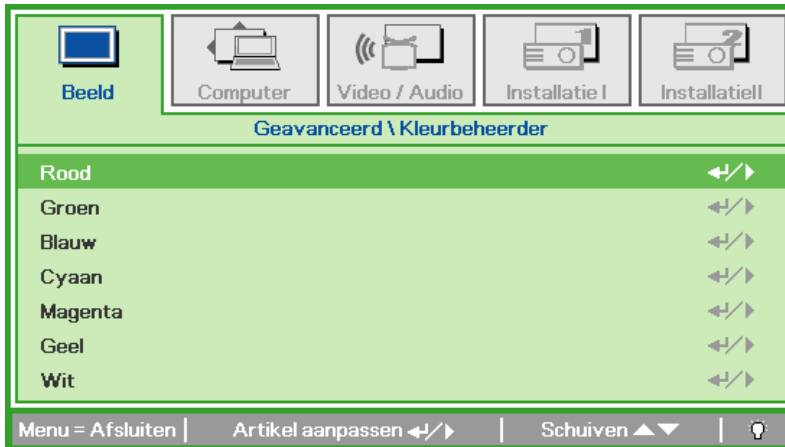 Beeld
Computer
Video / Audio
Installatie I
InstallatieII
Geavanceerd \ Kleurbeheerder
Rood
Groen
Blauw
Cyaan
Magenta
Geel
Wit
Menu = Afsluiten | Artikel aanpassen ↵/▶ | Schuiven ▲▼ |